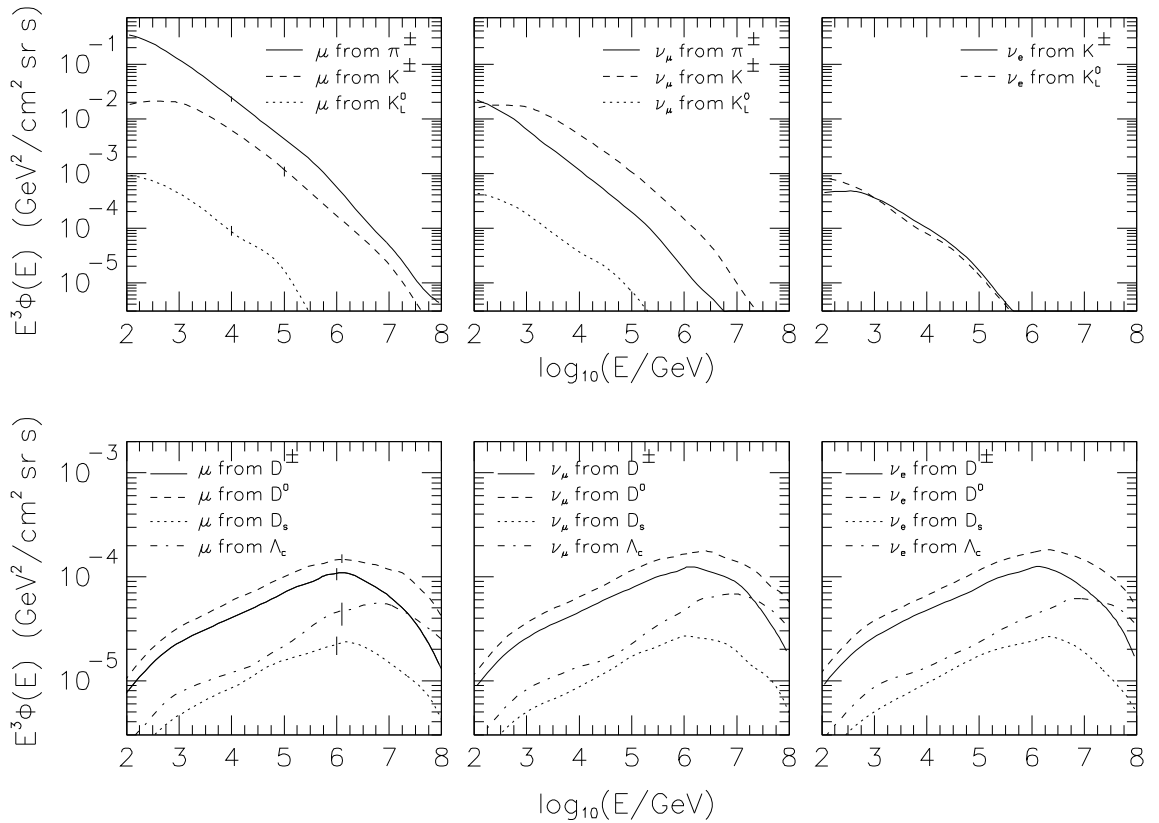 E³Φ(E) (GeV²/cm² sr s)
10⁻¹
10⁻²
10⁻³
10⁻⁴
10⁻⁵
μ from π±
μ from K±
μ from K⁰_L
2 3 4 5 6 7 8
ν_μ from π±
ν_μ from K±
ν_μ from K⁰_L
2 3 4 5 6 7 8
ν_e from K±
ν_e from K⁰_L
2 3 4 5 6 7 8
log₁₀(E/GeV)
E³Φ(E) (GeV²/cm² sr s)
10⁻³
10⁻⁴
10⁻⁵
μ from D±
μ from D⁰
μ from D_s
μ from Λ_c
2 3 4 5 6 7 8
ν_μ from D±
ν_μ from D⁰
ν_μ from D_s
ν_μ from Λ_c
2 3 4 5 6 7 8
ν_e from D±
ν_e from D⁰
ν_e from D_s
ν_e from Λ_c
2 3 4 5 6 7 8
log₁₀(E/GeV)